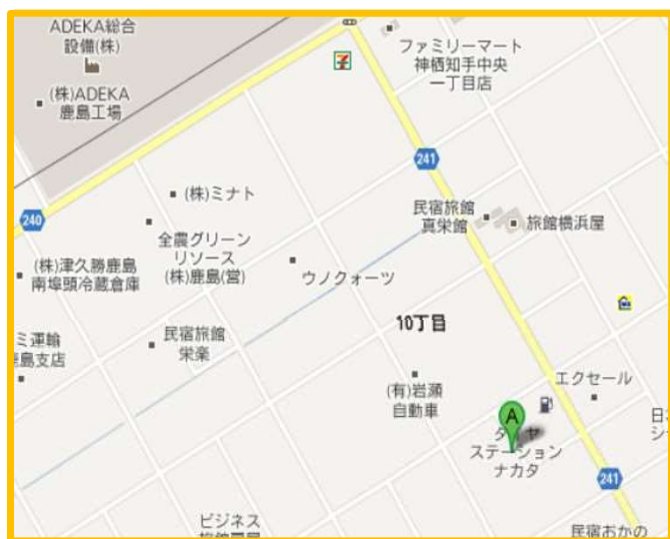 ADEKA総合
設備(株)
(株)ADEKA
鹿島工場
ファミリーマート
神栖知手中央
一丁目店
241
(株)ミナト
240
全農グリーン
リソース
(株)鹿島(営)
民宿旅館
真栄館
旅館横浜屋
(株)津久勝鹿島
南埠頭冷蔵倉庫
ウノクォーツ
ミ運輸
鹿島支店
民宿旅館
栄楽
10丁目
(有)岩瀬
自動車
エクセール
A
ステーション
ナカタ
241
ビジネス
民宿おかの